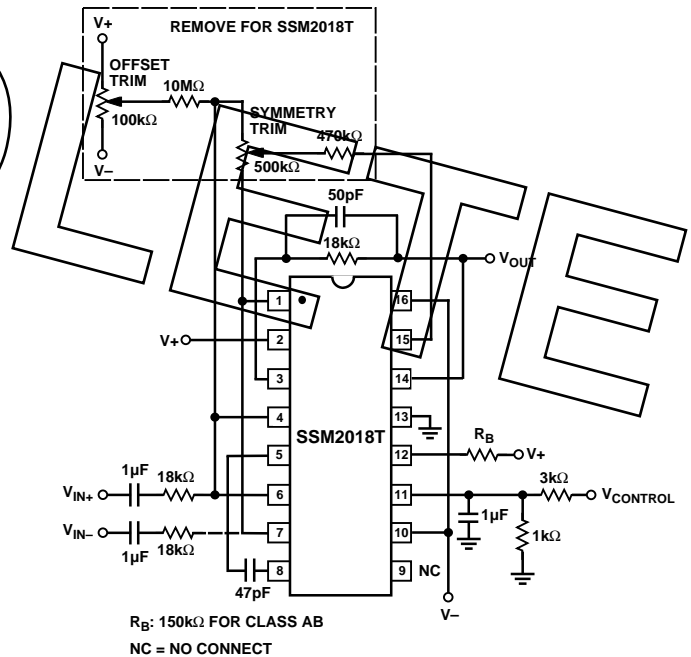 V+
REMOVE FOR SSM2018T
OFFSET
TRIM
10MΩ
100kΩ
V–
SYMMETRY
TRIM
470kΩ
500kΩ
50pF
18kΩ
VOUT
1
16
V+
2
15
3
14
4
13
SSM2018T
5
12
RB
V+
VIN+
1µF
18kΩ
6
11
3kΩ
VCONTROL
1µF
1kΩ
VIN–
1µF
18kΩ
7
10
8
9
NC
47pF
V–
RB: 150kΩ FOR CLASS AB
NC = NO CONNECT
LETE